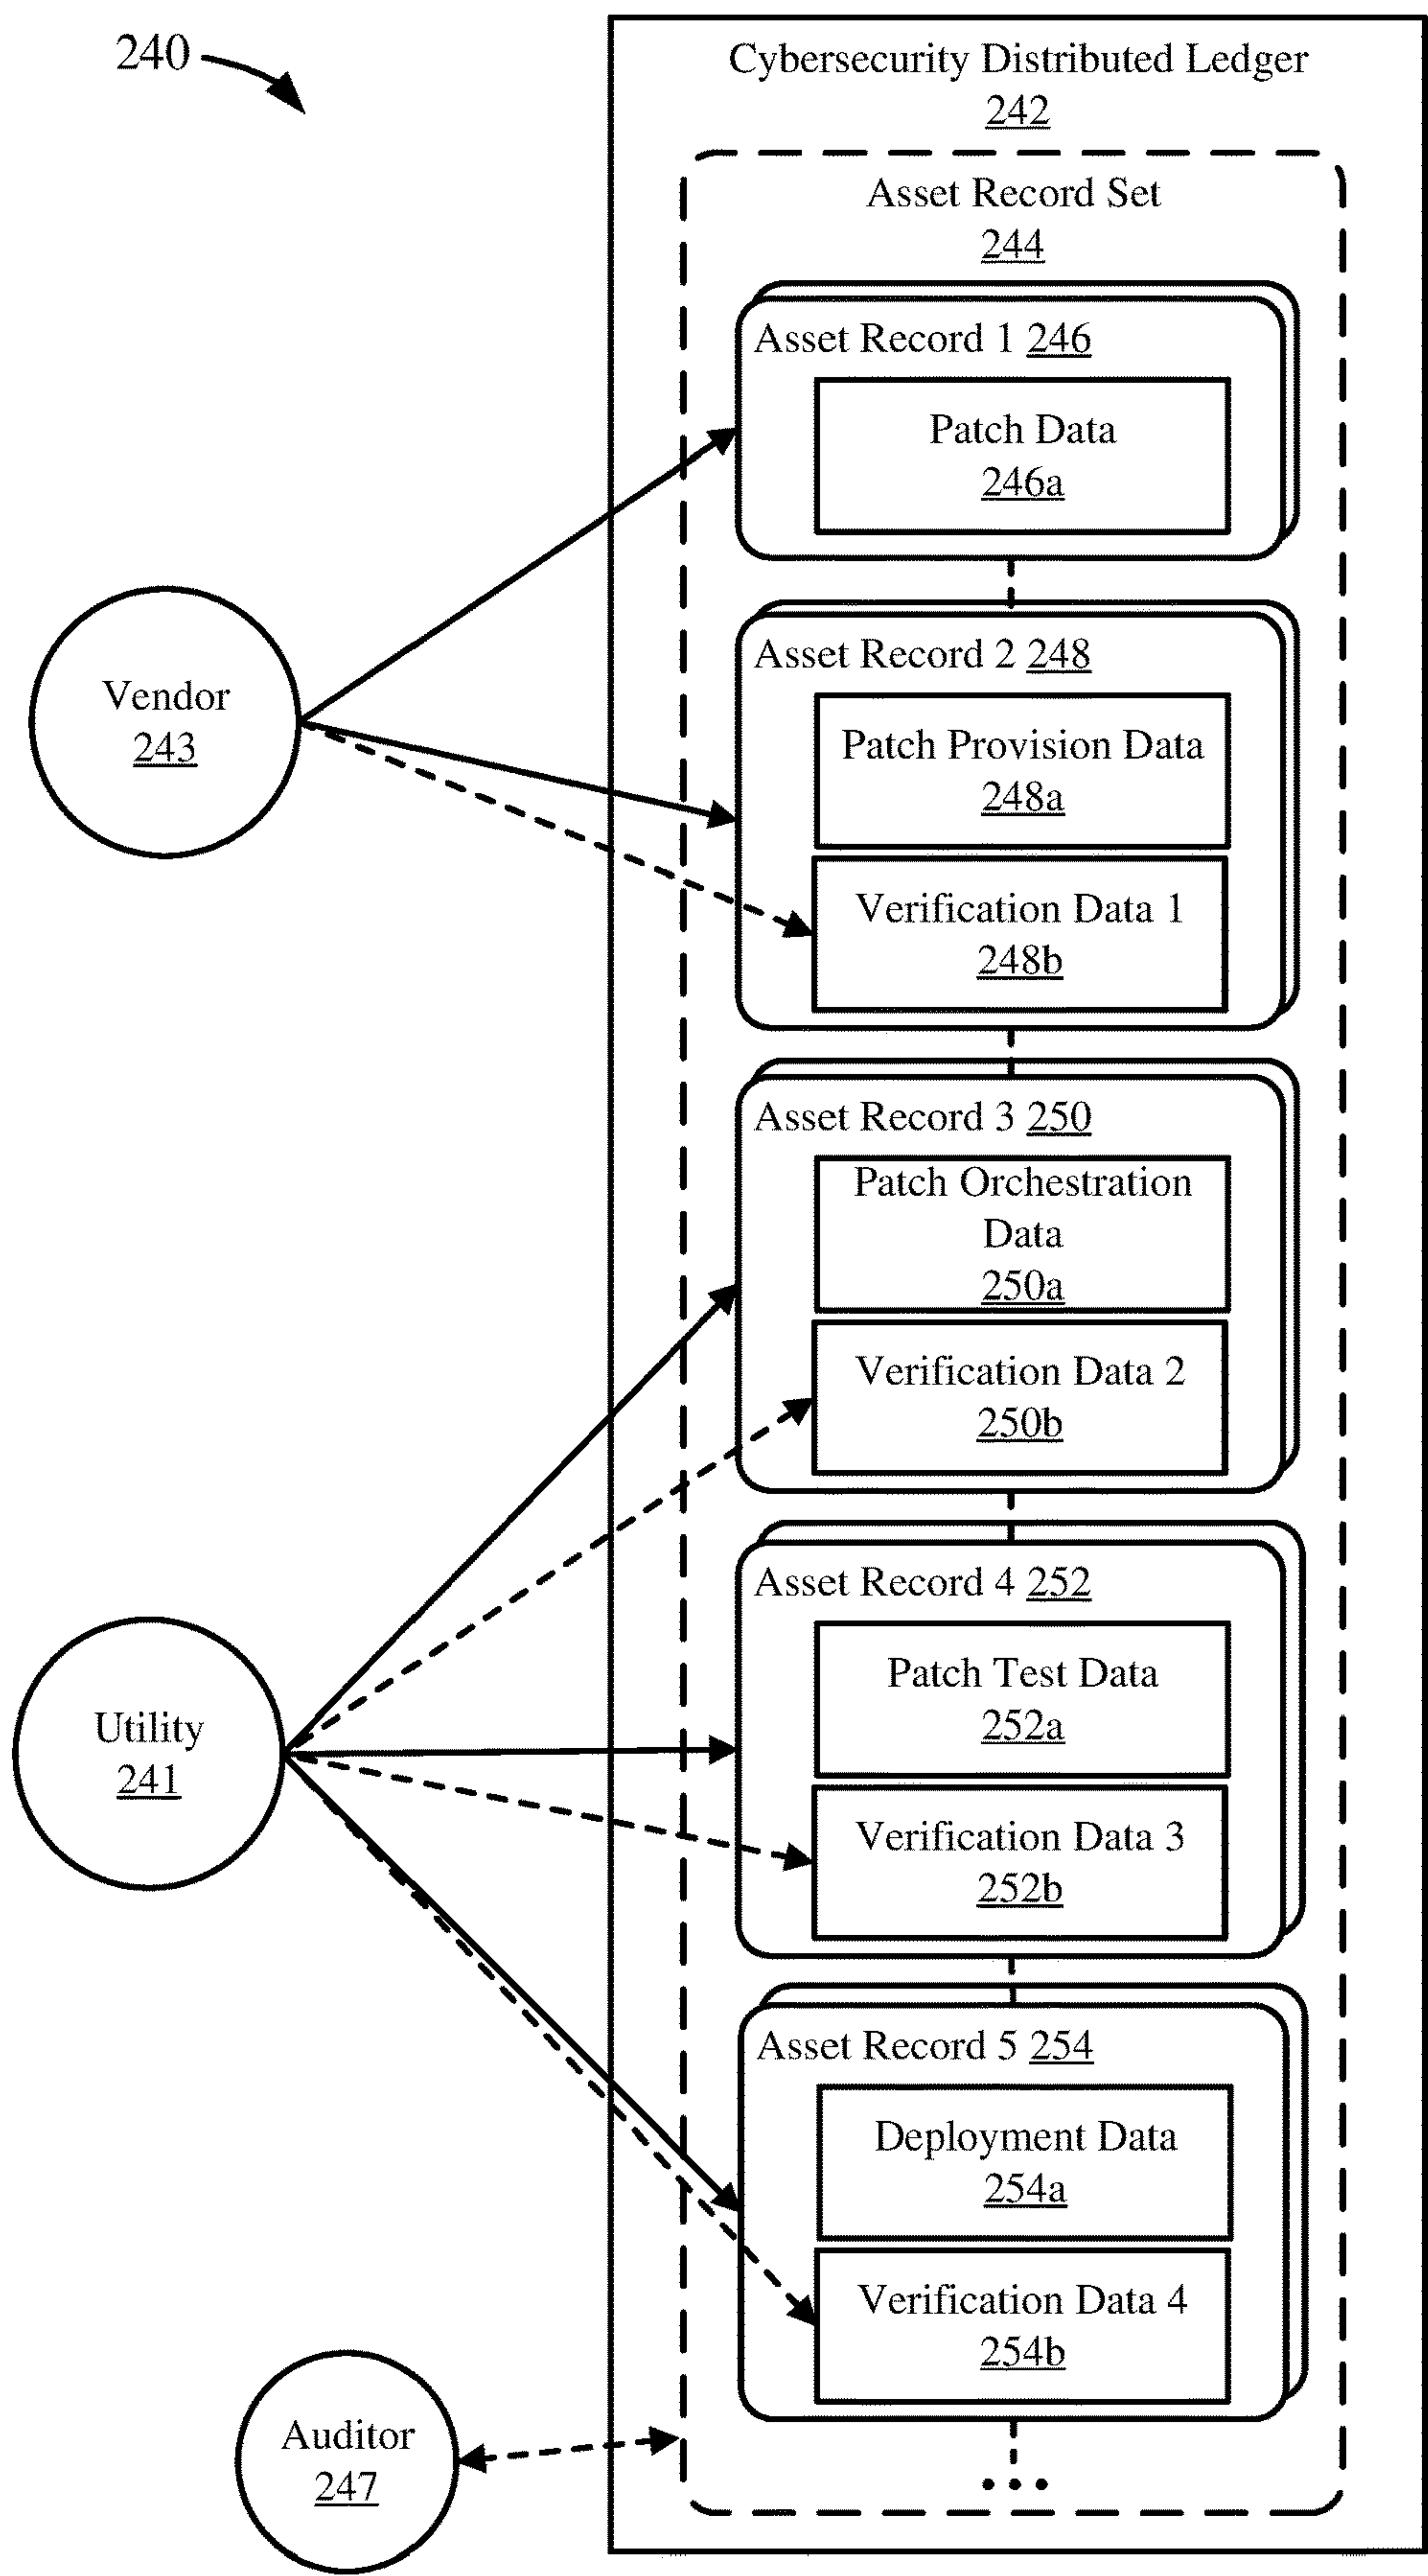 240
Cybersecurity Distributed Ledger
242
Asset Record Set
244
Asset Record 1 246
Patch Data
246a
Asset Record 2 248
Patch Provision Data
248a
Verification Data 1
248b
Vendor
243
Asset Record 3 250
Patch Orchestration
Data
250a
Verification Data 2
250b
Asset Record 4 252
Patch Test Data
252a
Verification Data 3
252b
Utility
241
Asset Record 5 254
Deployment Data
254a
Verification Data 4
254b
Auditor
247
...